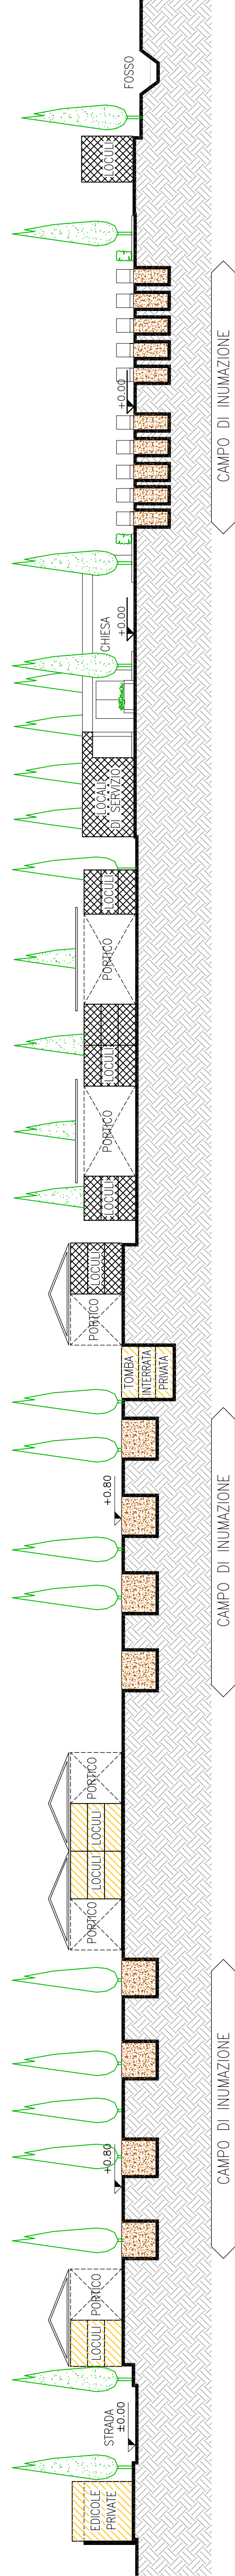 EDICOLE
PRIVATE
STRADA
±0.00
LOCULI
PORTICO
+0.80
CAMPO DI INUMAZIONE
PORTICO
LOCULI
LOCULI
PORTICO
+0.80
CAMPO DI INUMAZIONE
TOMBA
INTERRATA
PRIVATA
PORTICO
LOCULI
LOCULI
PORTICO
LOCULI
PORTICO
LOCULI
LOCALI
DI SERVIZIO
CHIESA
+0.00
+0.00
CAMPO DI INUMAZIONE
LOCULI
FOSSO